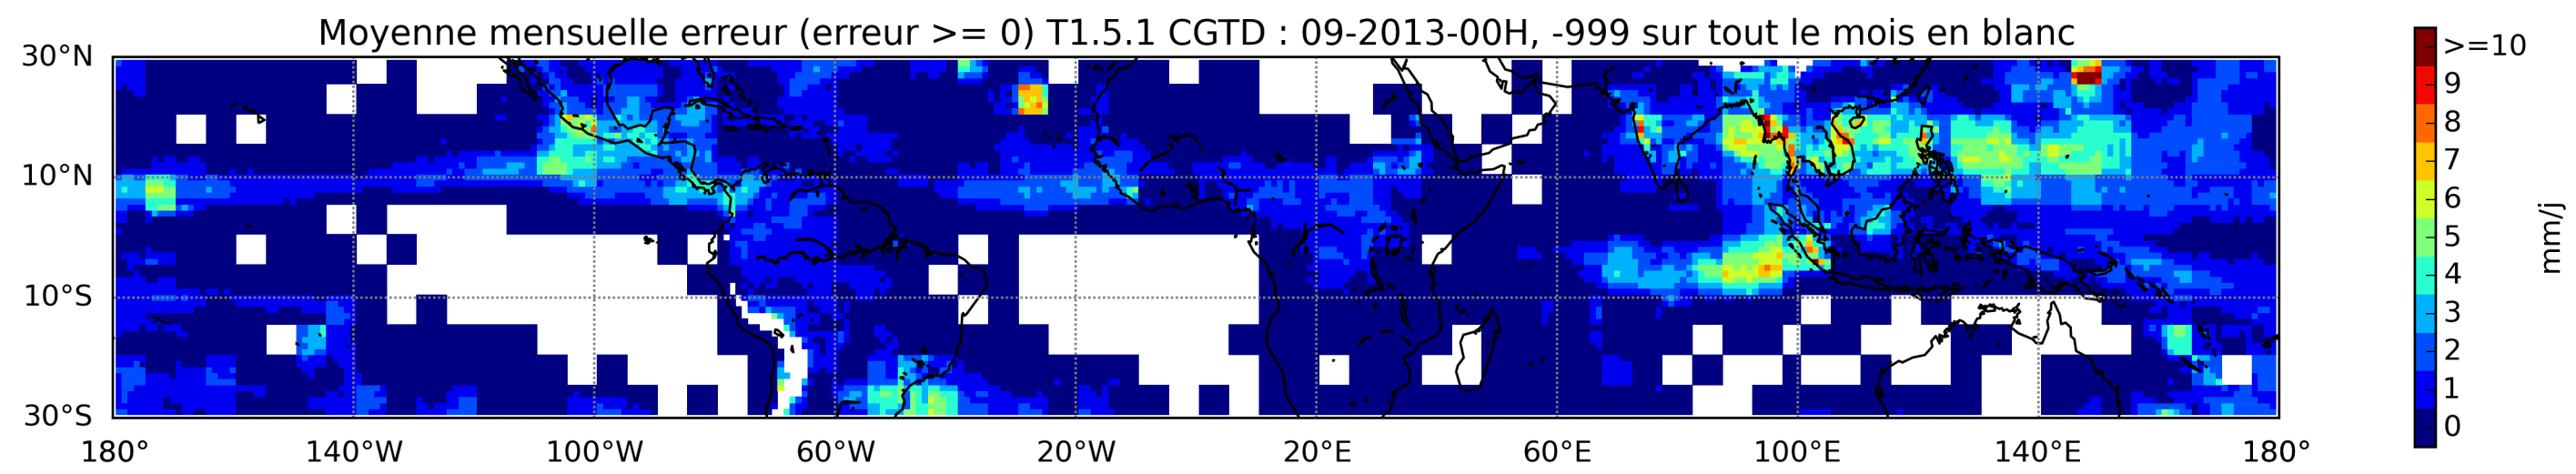 Moyenne mensuelle erreur (erreur >= 0) T1.5.1 CGTD : 09-2013-00H, -999 sur tout le mois en blanc
30°N
10°N
10°S
30°S
180° 140°W 100°W 60°W 20°W 20°E 60°E 100°E 140°E 180°
>=10
9
8
7
6
5
4
3
2
1
0
mm/j